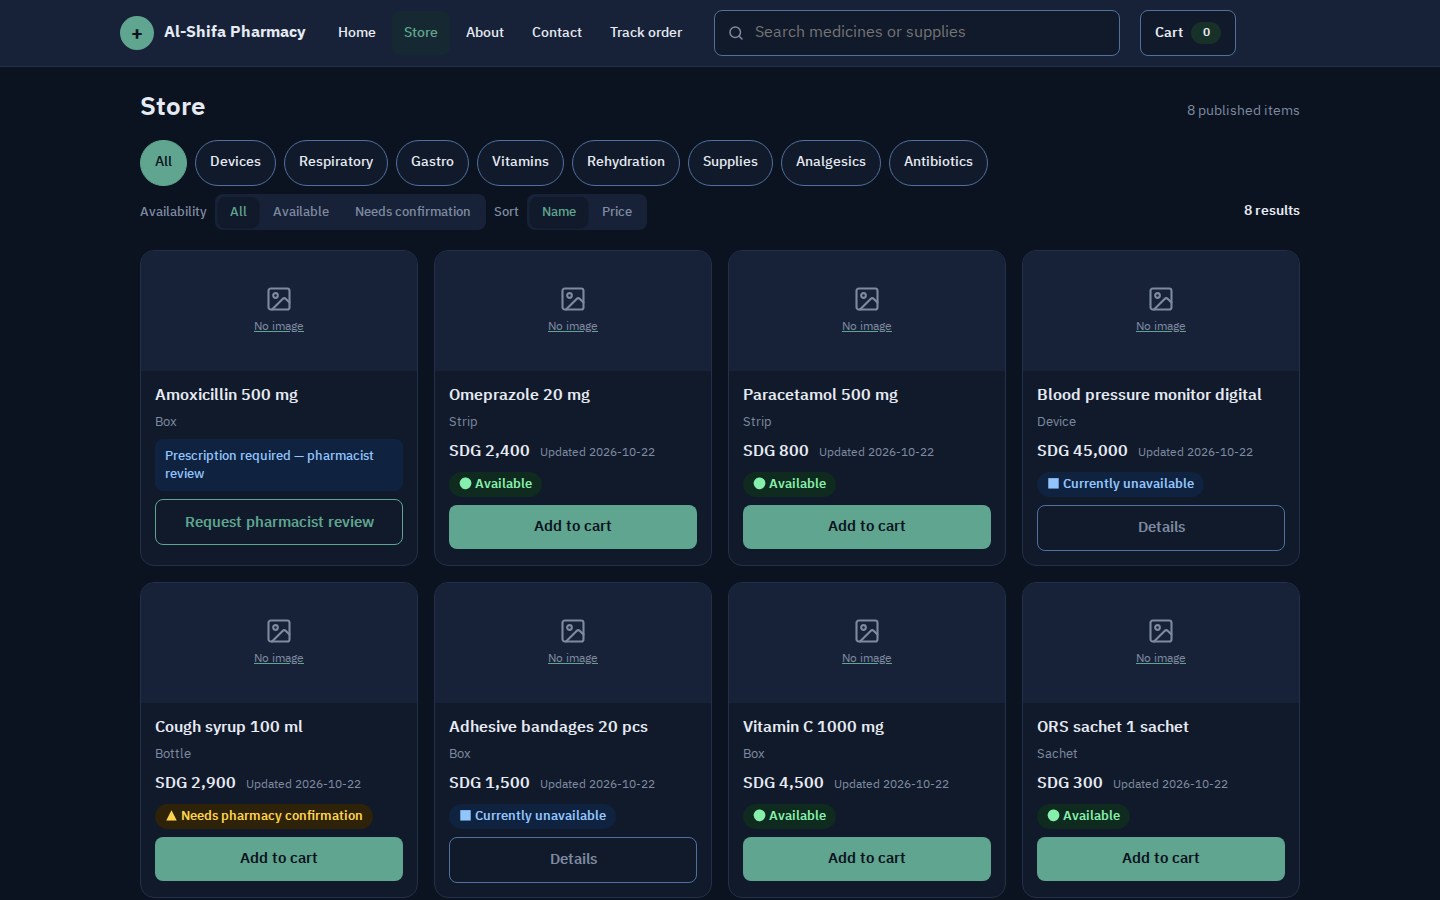 + Al-Shifa Pharmacy Home Store About Contact Track order Search medicines or supplies Cart 0
Store 8 published items
All Devices Respiratory Gastro Vitamins Rehydration Supplies Analgesics Antibiotics
Availability All Available Needs confirmation Sort Name Price 8 results
No image No image No image No image
Amoxicillin 500 mg
Box
Prescription required — pharmacist
review
Request pharmacist review
Omeprazole 20 mg
Strip
SDG 2,400 Updated 2026-10-22
Available
Add to cart
Paracetamol 500 mg
Strip
SDG 800 Updated 2026-10-22
Available
Add to cart
Blood pressure monitor digital
Device
SDG 45,000 Updated 2026-10-22
Currently unavailable
Details
No image No image No image No image
Cough syrup 100 ml
Bottle
SDG 2,900 Updated 2026-10-22
Needs pharmacy confirmation
Add to cart
Adhesive bandages 20 pcs
Box
SDG 1,500 Updated 2026-10-22
Currently unavailable
Details
Vitamin C 1000 mg
Box
SDG 4,500 Updated 2026-10-22
Available
Add to cart
ORS sachet 1 sachet
Sachet
SDG 300 Updated 2026-10-22
Available
Add to cart